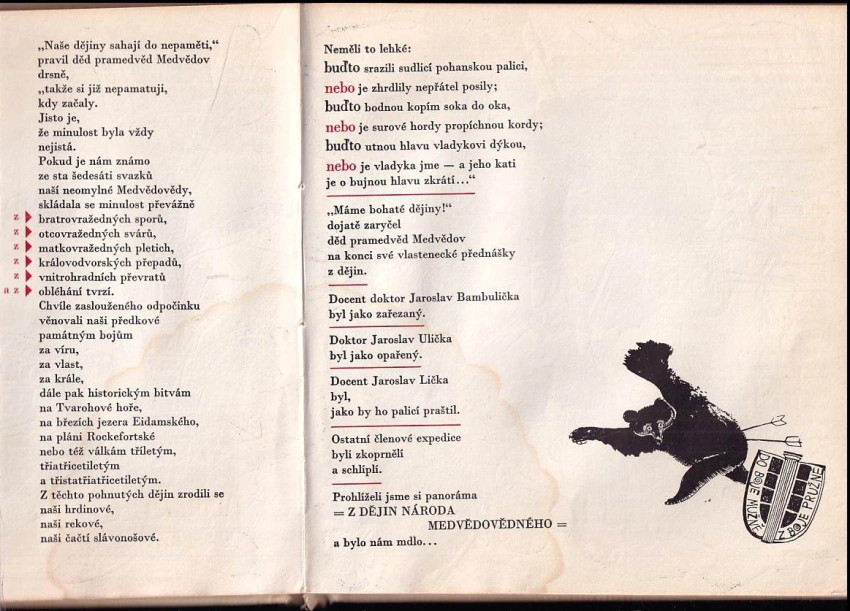 „Naše dějiny sahají do nepaměti,“
pravil děd pramedvěd Medvědov
drsně,
„takže si již nepamatuji,
kdy začaly.
Jisto je,
že minulost byla vždy
nejistá.
Pokud je nám známo
ze sta šedesáti svazků
naší neomylné Medvědovědy,
skládala se minulost převážně
z bratrovražedných sporů,
z otcovražedných svárů,
z matkovražedných pletich,
z královodvorských přepadů,
z vnitrohradních převratů
a z obléhání tvrzí.
Chvíle zaslouženého odpočinku
věnovali naši předkové
památným bojům
za víru,
za vlast,
za krále,
dále pak historickým bitvám
na Tvarohové hoře,
na březích jezera Eidamského,
na pláni Rockefortské
nebo též válkám tříletým,
třiatřicetiletým
a třistatřiatřicetiletým.
Z těchto pohnutých dějin zrodili se
naši hrdinové,
naši rekové,
naši čačtí slávonošové.
Neměli to lehké:
buďto srazili sudlicí pohanskou palici,
nebo je zhrdlily nepřátel posily;
buďto bodnou kopím soka do oka,
nebo je surové hordy propíchnou kordy;
buďto utnou hlavu vladykovi dýkou,
nebo je vladyka jme — a jeho kati
je o bujnou hlavu zkrátí...“
„Máme bohaté dějiny!“
dojatě zaryčel
děd pramedvěd Medvědov
na konci své vlastenecké přednášky
z dějin.
Docent doktor Jaroslav Bambulička
byl jako zařezaný.
Doktor Jaroslav Ulička
byl jako opařený.
Docent Jaroslav Lička
byl,
jako by ho palicí praštil.
Ostatní členové expedice
byli zkoprnělí
a schliplí.
Prohlíželi jsme si panoráma
= Z DĚJIN NÁRODA
MEDVĚDOVĚDNÉHO =
a bylo nám mdlo...
DO BOJE MUŽNĚ
Z BOJE PRUŽNĚ